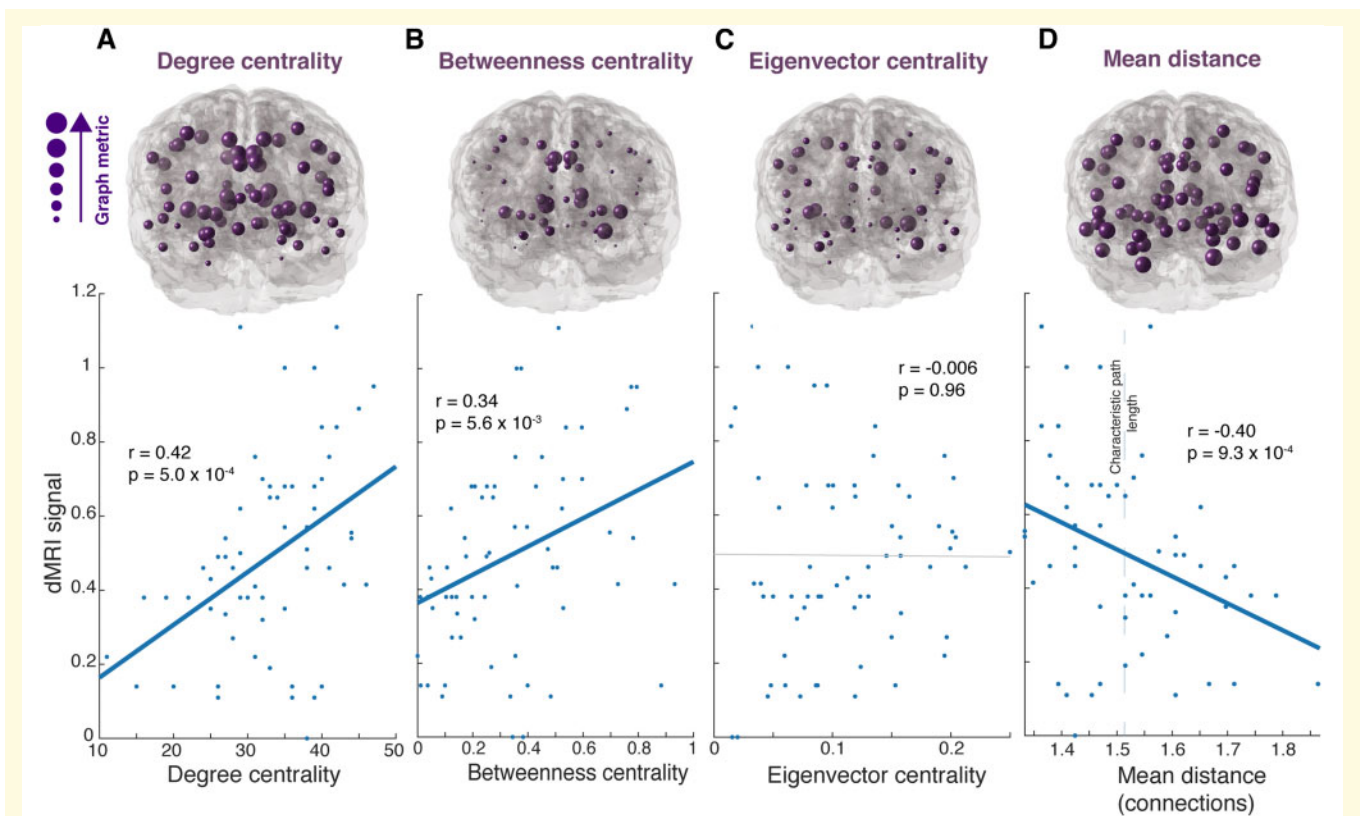 A
Degree centrality
B
Betweenness centrality
C
Eigenvector centrality
D
Mean distance
Graph metric
1.2
1
0.8
0.6
0.4
0.2
0
dMRI signal
r = 0.42
p = 5.0 x 10⁻⁴
10
20
30
40
50
Degree centrality
r = 0.34
p = 5.6 x 10⁻³
0
0.2
0.4
0.6
0.8
1
Betweenness centrality
r = -0.006
p = 0.96
0
0.1
0.2
Eigenvector centrality
Characteristic path
length
r = -0.40
p = 9.3 x 10⁻⁴
1.4
1.5
1.6
1.7
1.8
Mean distance
(connections)